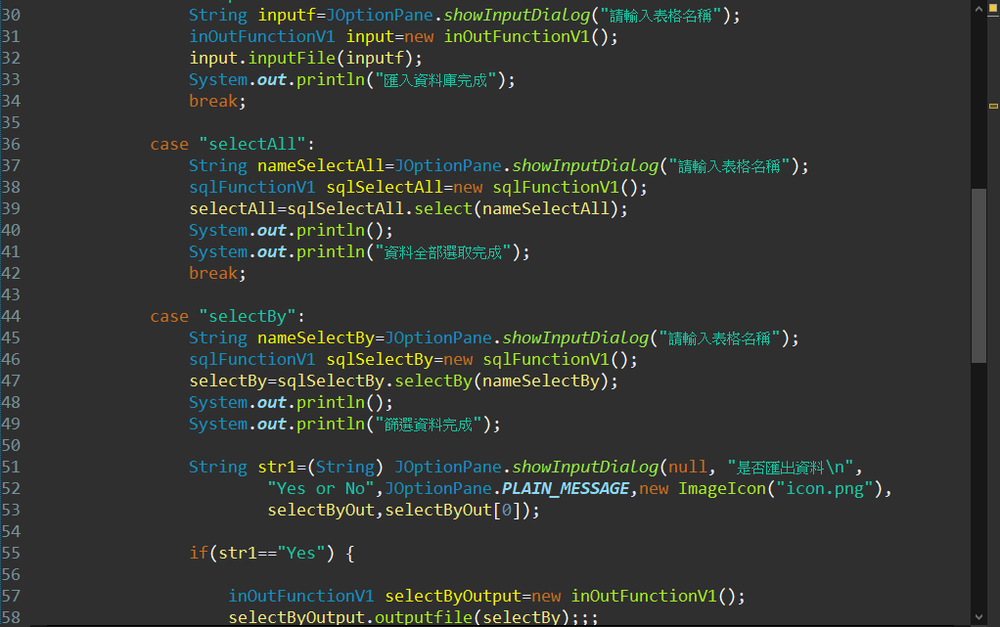 30 String inputf=JOptionPane.showInputDialog("請輸入表格名稱");
31 inOutFunctionV1 input=new inOutFunctionV1();
32 input.inputFile(inputf);
33 System.out.println("匯入資料庫完成");
34 break;
35
36 case "selectAll":
37 String nameSelectAll=JOptionPane.showInputDialog("請輸入表格名稱");
38 sqlFunctionV1 sqlSelectAll=new sqlFunctionV1();
39 selectAll=sqlSelectAll.select(nameSelectAll);
40 System.out.println();
41 System.out.println("資料全部選取完成");
42 break;
43
44 case "selectBy":
45 String nameSelectBy=JOptionPane.showInputDialog("請輸入表格名稱");
46 sqlFunctionV1 sqlSelectBy=new sqlFunctionV1();
47 selectBy=sqlSelectBy.selectBy(nameSelectBy);
48 System.out.println();
49 System.out.println("篩選資料完成");
50
51 String str1=(String) JOptionPane.showInputDialog(null, "是否匯出資料\n",
52 "Yes or No",JOptionPane.PLAIN_MESSAGE,new ImageIcon("icon.png"),
53 selectByOut,selectByOut[0]);
54
55 if(str1=="Yes") {
56
57 inOutFunctionV1 selectByOutput=new inOutFunctionV1();
58 selectByOutput.outputfile(selectBy);;;